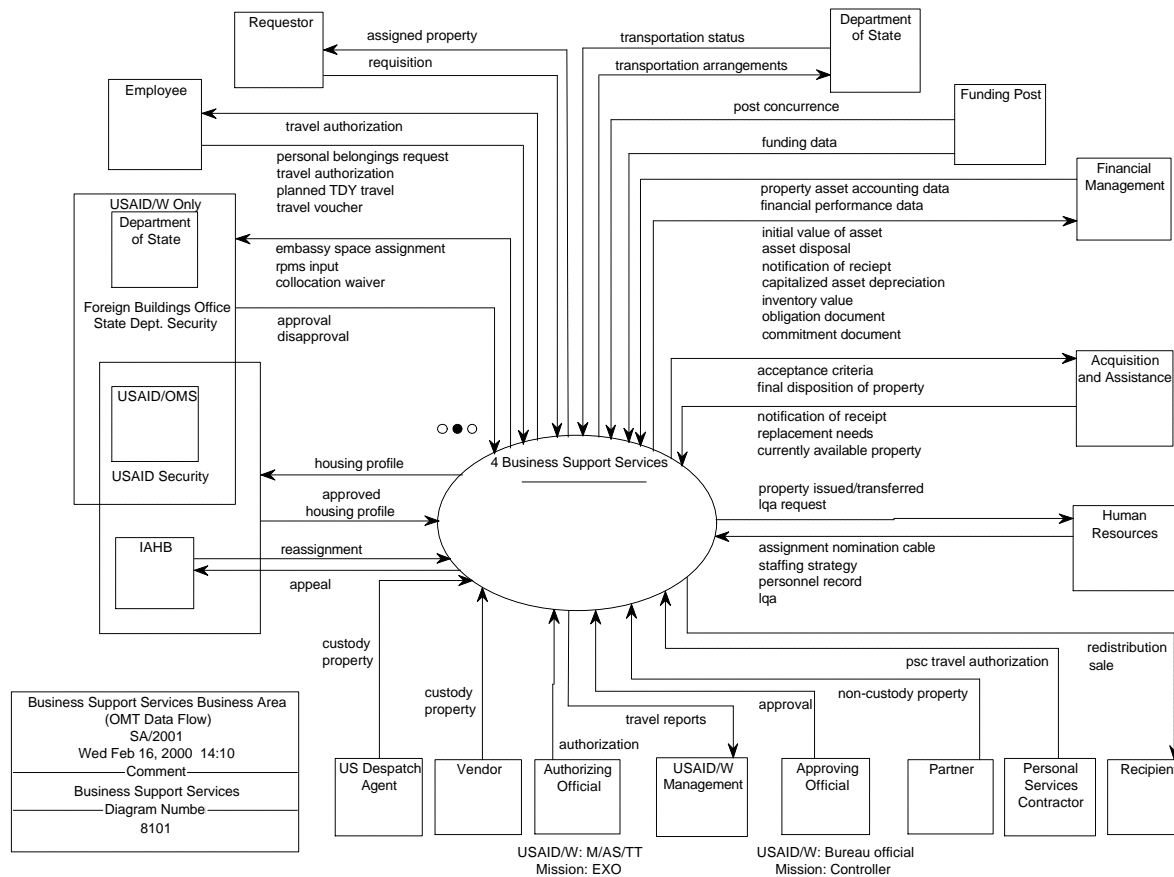 Requestor
assigned property
requisition
transportation status
transportation arrangements
Department
of State
Employee
travel authorization
personal belongings request
travel authorization
planned TDY travel
travel voucher
post concurrence
funding data
Funding Post
property asset accounting data
financial performance data
Financial
Management
initial value of asset
asset disposal
notification of reciept
capitalized asset depreciation
inventory value
obligation document
commitment document
USAID/W Only
Department
of State
embassy space assignment
rpms input
collocation waiver
Foreign Buildings Office
State Dept. Security
approval
disapproval
acceptance criteria
final disposition of property
Acquisition
and Assistance
notification of receipt
replacement needs
currently available property
USAID/OMS
USAID Security
housing profile
approved
housing profile
4 Business Support Services
property issued/transferred
lqa request
Human
Resources
assignment nomination cable
staffing strategy
personnel record
lqa
IAHB
reassignment
appeal
custody
property
custody
property
authorization
travel reports
approval
non-custody property
psc travel authorization
redistribution
sale
US Despatch
Agent
Vendor
Authorizing
Official
USAID/W
Management
Approving
Official
Partner
Personal
Services
Contractor
Recipient
USAID/W: M/AS/TT
Mission: EXO
USAID/W: Bureau official
Mission: Controller
Business Support Services Business Area
(OMT Data Flow)
SA/2001
Wed Feb 16, 2000 14:10
Comment
Business Support Services
Diagram Numbe
8101